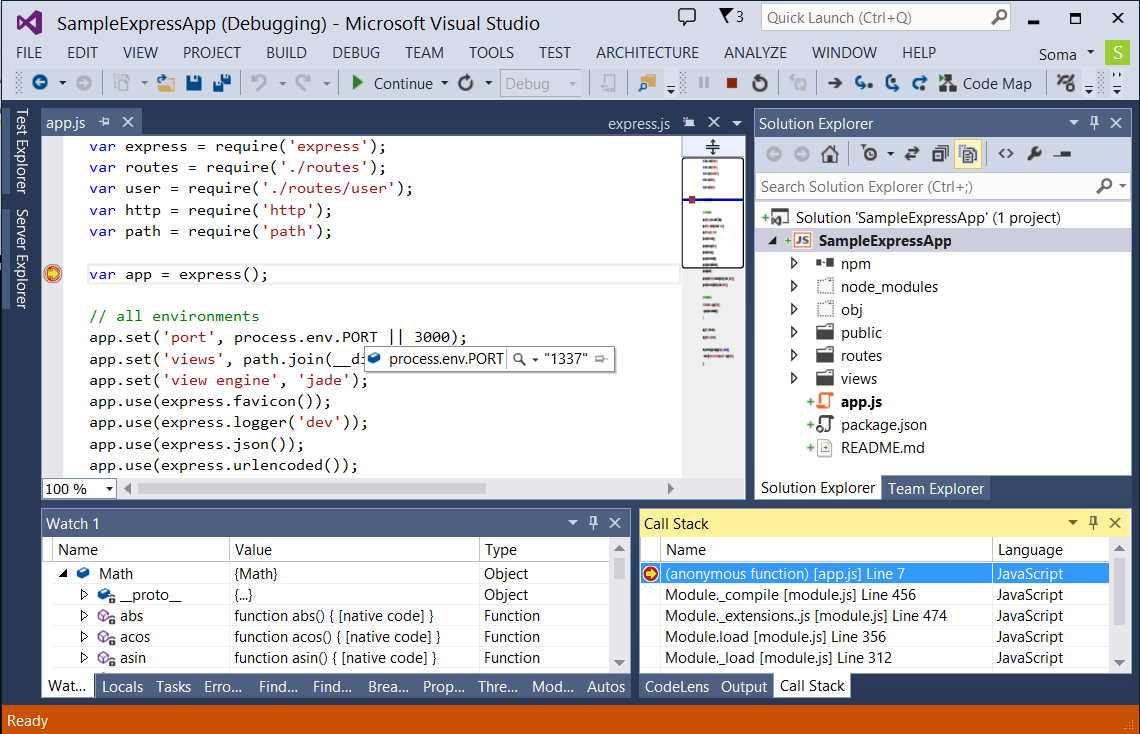 SampleExpressApp (Debugging) - Microsoft Visual Studio
3
Quick Launch (Ctrl+Q)
FILE EDIT VIEW PROJECT BUILD DEBUG TEAM TOOLS TEST ARCHITECTURE ANALYZE WINDOW HELP
Soma S
Continue Debug Code Map
Test Explorer
Server Explorer
app.js
express.js
var express = require('express');
var routes = require('./routes');
var user = require('./routes/user');
var http = require('http');
var path = require('path');
var app = express();
// all environments
app.set('port', process.env.PORT || 3000);
app.set('views', path.join(__di
process.env.PORT "1337"
app.set('view engine', 'jade');
app.use(express.favicon());
app.use(express.logger('dev'));
app.use(express.json());
app.use(express.urlencoded());
100 %
Solution Explorer
Search Solution Explorer (Ctrl+;)
Solution 'SampleExpressApp' (1 project)
JS SampleExpressApp
npm
node_modules
obj
public
routes
views
app.js
package.json
README.md
Solution Explorer Team Explorer
Watch 1
Name Value Type
Math {Math} Object
__proto__ {...} Object
abs function abs() { [native code] } Function
acos function acos() { [native code] } Function
asin function asin() { [native code] } Function
Wat... Locals Tasks Erro... Find... Find... Brea... Prop... Thre... Mod... Autos
Call Stack
Name Language
(anonymous function) [app.js] Line 7 JavaScript
Module._compile [module.js] Line 456 JavaScript
Module._extensions..js [module.js] Line 474 JavaScript
Module.load [module.js] Line 356 JavaScript
Module._load [module.js] Line 312 JavaScript
CodeLens Output Call Stack
Ready